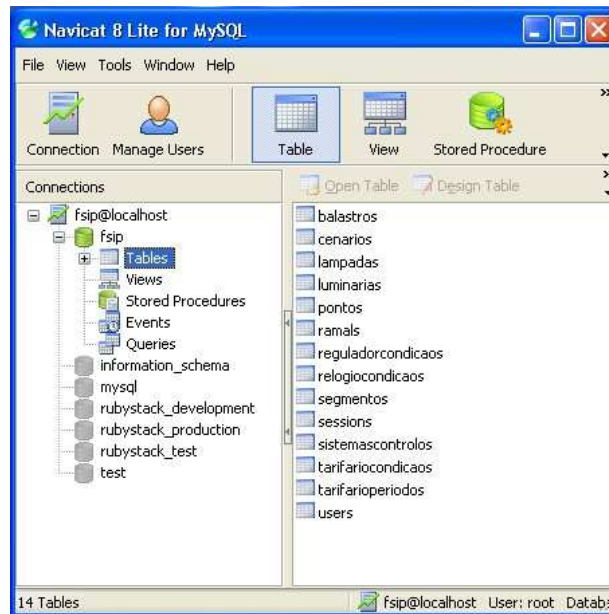 Navicat 8 Lite for MySQL
File View Tools Window Help
Connection Manage Users Table View Stored Procedure
Connections
Open Table Design Table
fsip@localhost
fsip
Tables
Views
Stored Procedures
Events
Queries
information_schema
mysql
rubystack_development
rubystack_production
rubystack_test
test
balastros
cenarios
lampadas
luminarias
pontos
ramals
reguladorcondicaos
relogiocondicaos
segmentos
sessions
sistemascontrolos
tarifariocondicaos
tarifarioperiodos
users
14 Tables
fsip@localhost User: root Datab